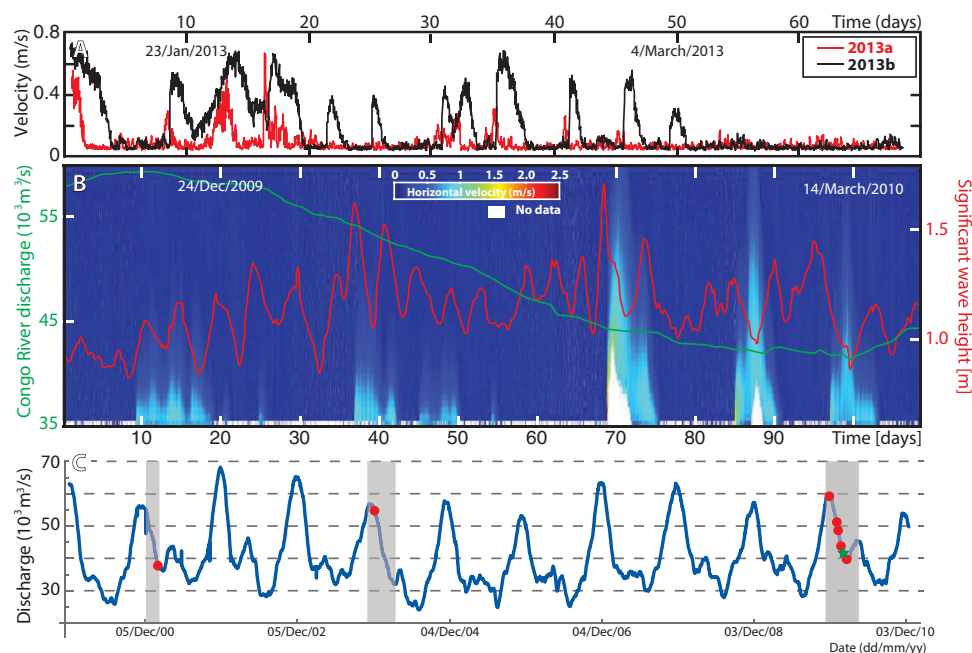 10 20 30 40 50 60 Time (days)
0.8
0.4
0
Velocity (m/s)
A
23/Jan/2013
4/March/2013
2013a
2013b
B
24/Dec/2009
14/March/2010
0 0.5 1 1.5 2.0 2.5
Horizontal velocity (m/s)
No data
55
45
35
Congo River discharge (10³m³/s)
1.5
1.0
Significant wave height [m]
10 20 30 40 50 60 70 80 90 Time [days]
C
70
50
30
Discharge (10³m³/s)
05/Dec/00 05/Dec/02 04/Dec/04 04/Dec/06 03/Dec/08 03/Dec/10
Date (dd/mm/yy)